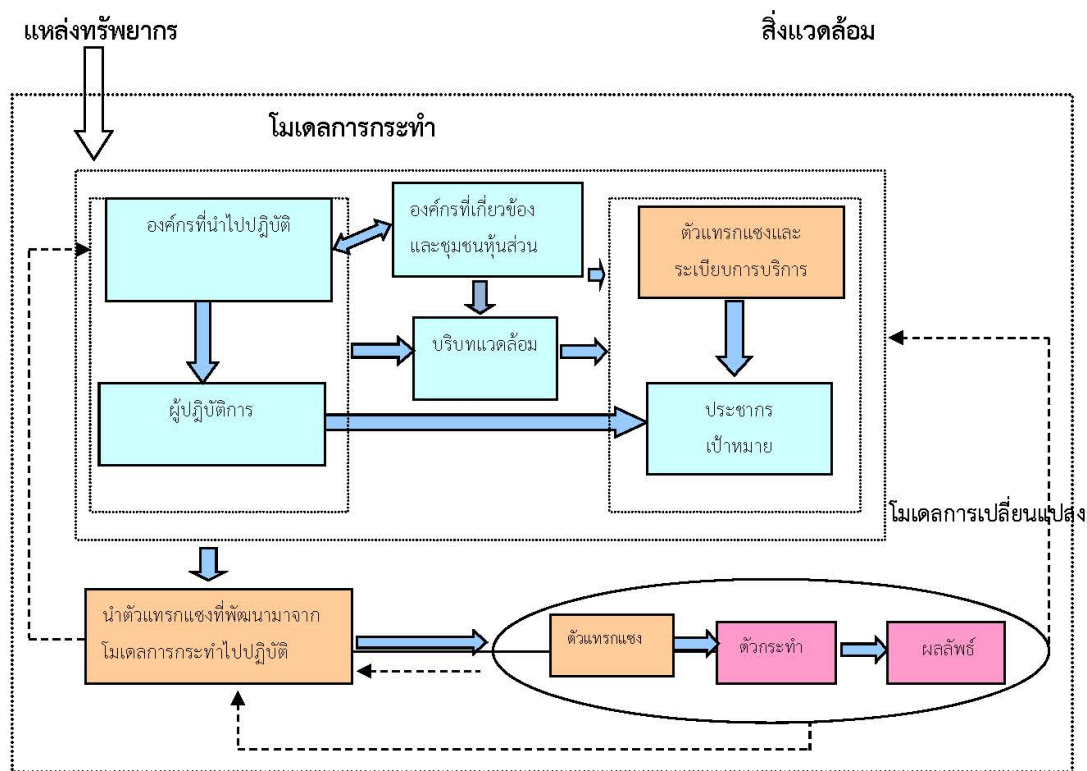 แหล่งทรัพยากร
สิ่งแวดล้อม
โมเดลการกระทำ
องค์กรที่นำไปปฏิบัติ
องค์กรที่เกี่ยวข้อง
และชุมชนหุ้นส่วน
ตัวแทรกแซงและ
ระเบียบการบริการ
บริบทแวดล้อม
ผู้ปฏิบัติการ
ประชากร
เป้าหมาย
โมเดลการเปลี่ยนแปลง
นำตัวแทรกแซงที่พัฒนามาจาก
โมเดลการกระทำไปปฏิบัติ
ตัวแทรกแซง
ตัวกระทำ
ผลลัพธ์